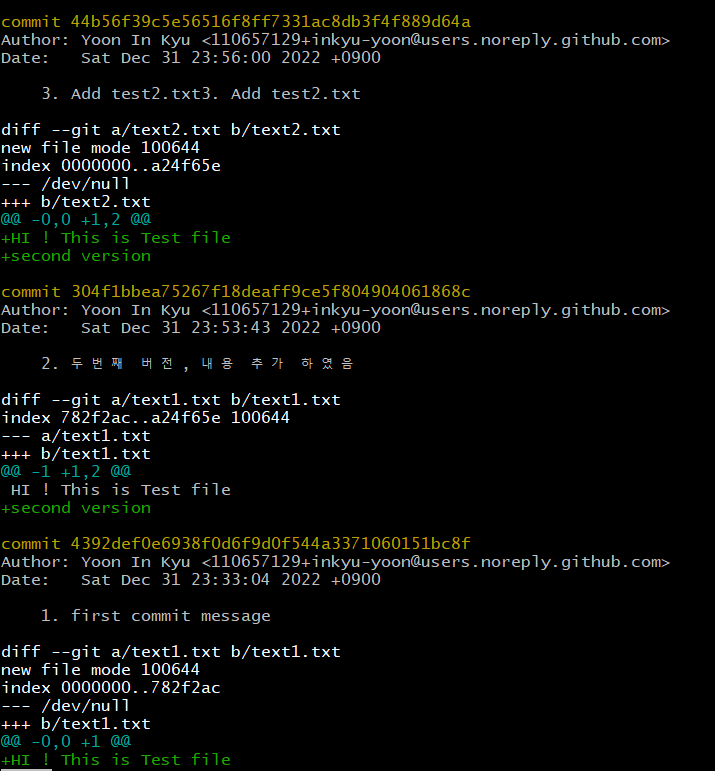 commit 44b56f39c5e56516f8ff7331ac8db3f4f889d64a
Author: Yoon In Kyu <110657129+inkyu-yoon@users.noreply.github.com>
Date:   Sat Dec 31 23:56:00 2022 +0900
    3. Add test2.txt3. Add test2.txt
diff --git a/text2.txt b/text2.txt
new file mode 100644
index 0000000..a24f65e
--- /dev/null
+++ b/text2.txt
@@ -0,0 +1,2 @@
+HI ! This is Test file
+second version
commit 304f1bbea75267f18deaff9ce5f804904061868c
Author: Yoon In Kyu <110657129+inkyu-yoon@users.noreply.github.com>
Date:   Sat Dec 31 23:53:43 2022 +0900
    2. 두번째 버전, 내용 추가 하였음
diff --git a/text1.txt b/text1.txt
index 782f2ac..a24f65e 100644
--- a/text1.txt
+++ b/text1.txt
@@ -1 +1,2 @@
 HI ! This is Test file
+second version
commit 4392def0e6938f0d6f9d0f544a3371060151bc8f
Author: Yoon In Kyu <110657129+inkyu-yoon@users.noreply.github.com>
Date:   Sat Dec 31 23:33:04 2022 +0900
    1. first commit message
diff --git a/text1.txt b/text1.txt
new file mode 100644
index 0000000..782f2ac
--- /dev/null
+++ b/text1.txt
@@ -0,0 +1 @@
+HI ! This is Test file